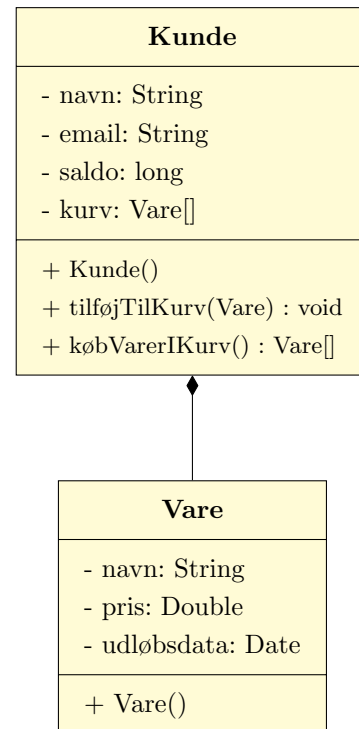 Kunde
- navn: String
- email: String
- saldo: long
- kurv: Vare[]
+ Kunde()
+ tilføjTilKurv(Vare) : void
+ købVarerIKurv() : Vare[]
Vare
- navn: String
- pris: Double
- udløbsdata: Date
+ Vare()